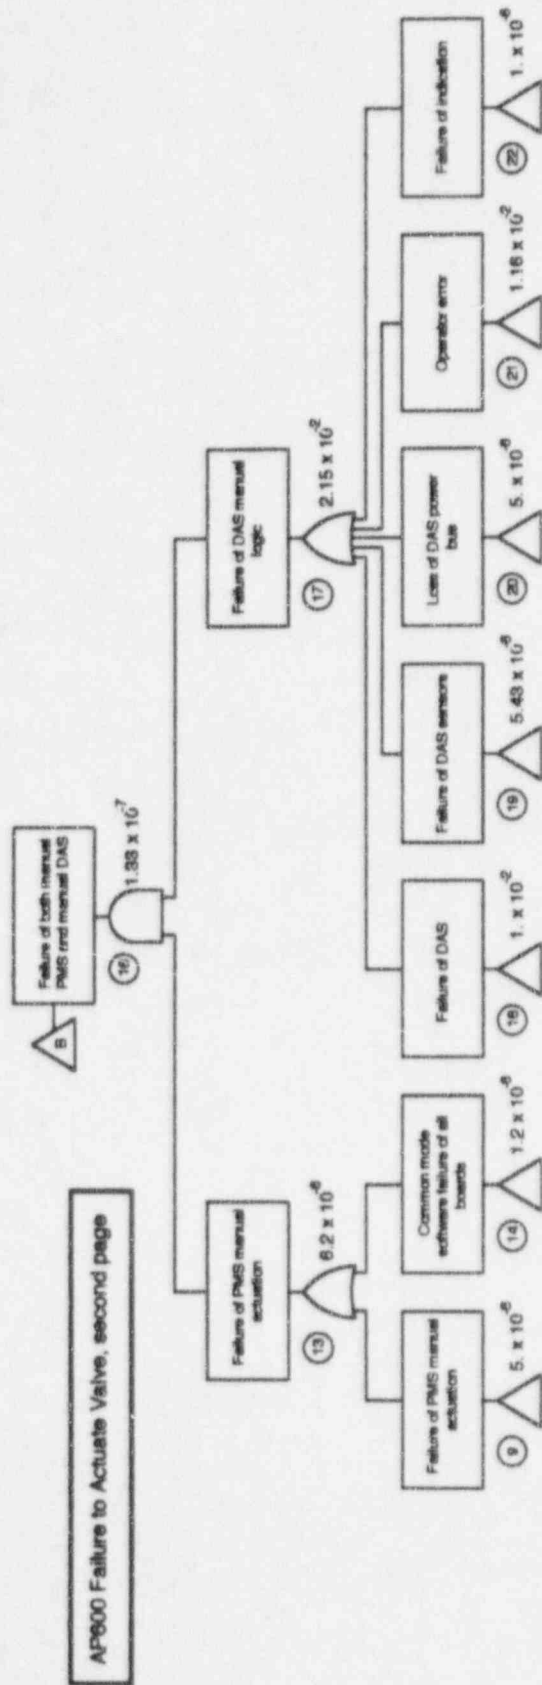 AP600 Failure to Actuate Valve, second page
B
Failure of both manual
PMS and manual DAS
16
1.33 x 10-7
Failure of PMS manual
actuation
13
6.2 x 10-6
Failure of DAS manual
logic
17
2.15 x 10-2
Failure of PMS manual
actuation
9
5. x 10-6
Common mode
software failure of all
boards
14
1.2 x 10-6
Failure of DAS
18
1. x 10-2
Failure of DAS sensors
19
5.43 x 10-6
Loss of DAS power
bus
20
5. x 10-6
Operator error
21
1.16 x 10-2
Failure of indication
22
1. x 10-6